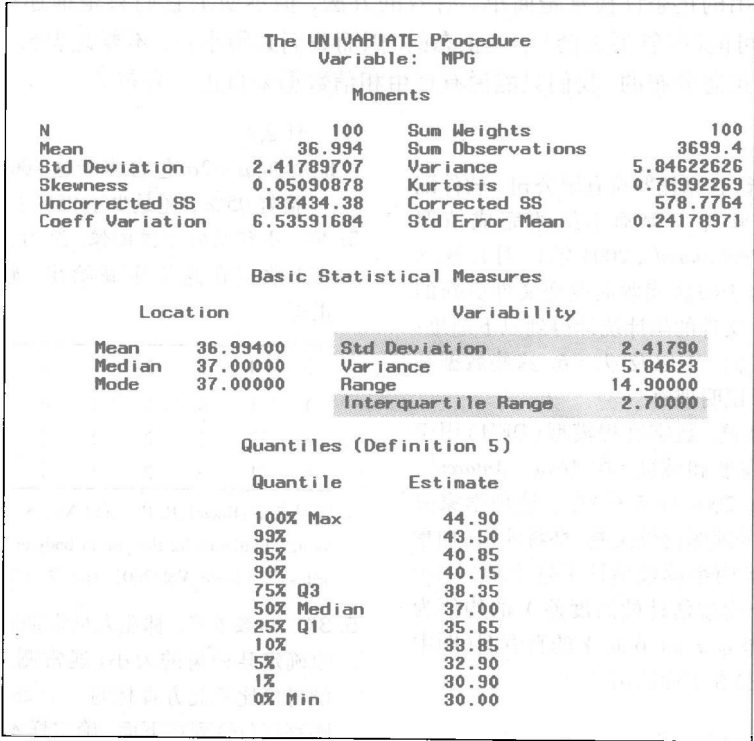 The UNIVARIATE Procedure
Variable: MPG
Moments
N 100 Sum Weights 100
Mean 36.994 Sum Observations 3699.4
Std Deviation 2.41789707 Variance 5.84622626
Skewness 0.05090878 Kurtosis 0.76992269
Uncorrected SS 137434.38 Corrected SS 578.7764
Coeff Variation 6.53591684 Std Error Mean 0.24178971
Basic Statistical Measures
Location Variability
Mean 36.99400 Std Deviation 2.41790
Median 37.00000 Variance 5.84623
Mode 37.00000 Range 14.90000
Interquartile Range 2.70000
Quantiles (Definition 5)
Quantile Estimate
100% Max 44.90
99% 43.50
95% 40.85
90% 40.15
75% Q3 38.35
50% Median 37.00
25% Q1 35.65
10% 33.85
5% 32.90
1% 30.90
0% Min 30.00